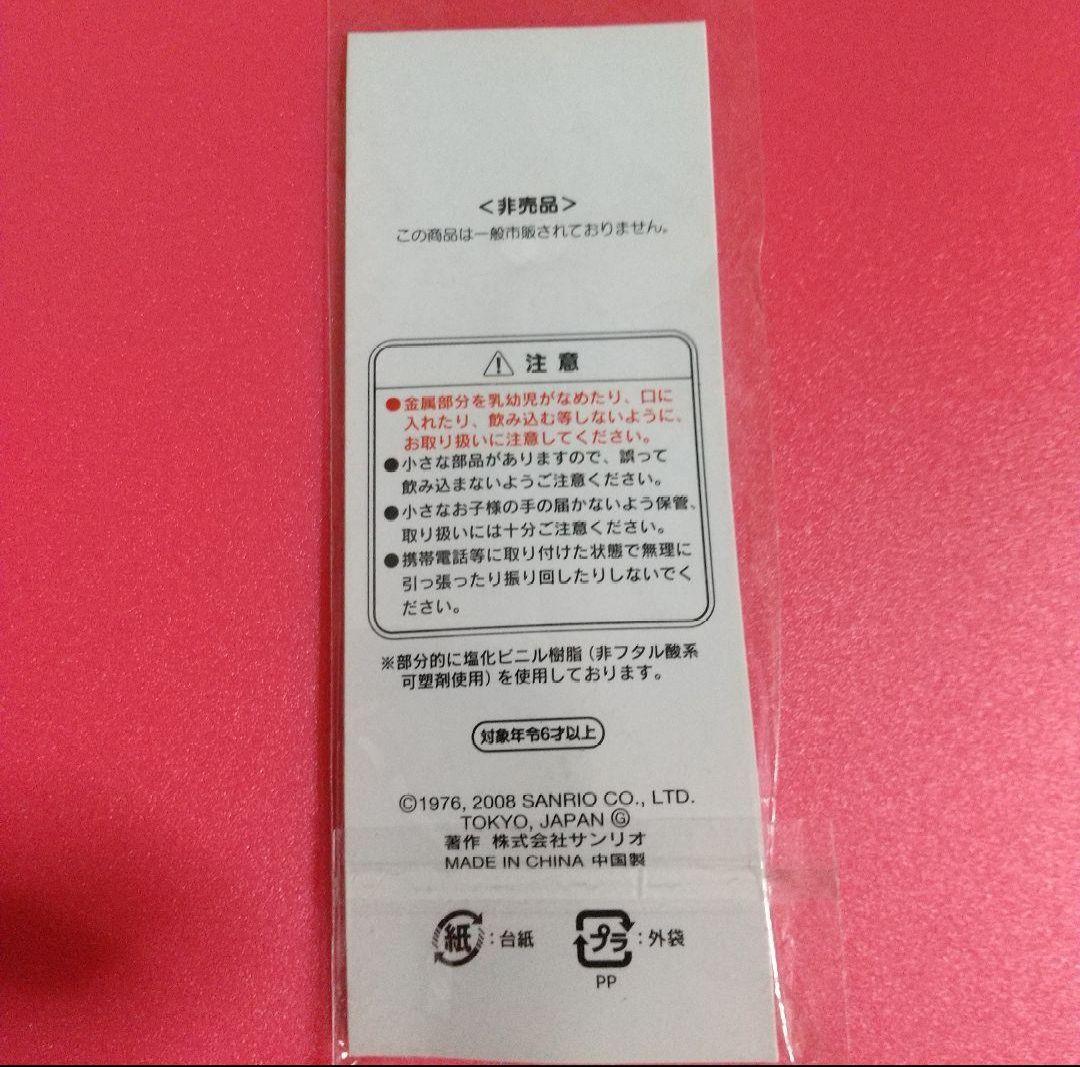 <非売品>
この商品は一般市販されておりません。
注意
●金属部分を乳幼児がなめたり、口に
入れたり、飲み込む等しないように、
お取り扱いに注意してください。
●小さな部品がありますので、誤って
飲み込まないようご注意ください。
●小さなお子様の手の届かないよう保管、
取り扱いには十分ご注意ください。
●携帯電話等に取り付けた状態で無理に
引っ張ったり振り回したりしないでく
ださい。
※部分的に塩化ビニル樹脂(非フタル酸系
可塑剤使用)を使用しております。
対象年令6才以上
©1976, 2008 SANRIO CO., LTD.
TOKYO, JAPAN Ⓖ
著作 株式会社サンリオ
MADE IN CHINA 中国製
紙:台紙 プラ:外袋
PP